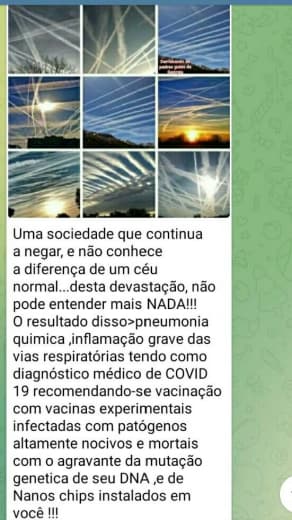 Uma sociedade que continua
a negar, e não conhece
a diferença de um céu
normal...desta devastação, não
pode entender mais NADA!!!
O resultado disso>pneumonia
quimica ,inflamação grave das
vias respiratórias tendo como
diagnóstico médico de COVID
19 recomendando-se vacinação
com vacinas experimentais
infectadas com patógenos
altamente nocivos e mortais
com o agravante da mutação
genetica de seu DNA ,e de
Nanos chips instalados em
você !!!